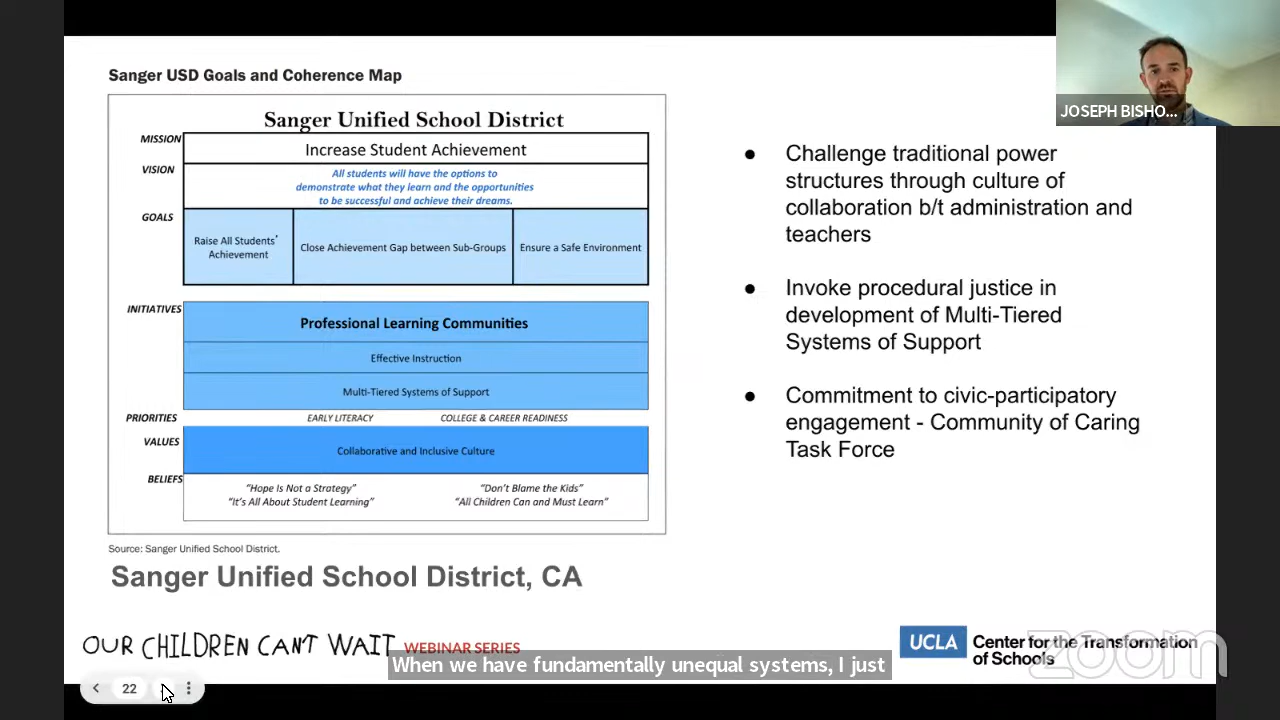 JOSEPH BISHO...
Sanger USD Goals and Coherence Map
Sanger Unified School District
MISSION
Increase Student Achievement
VISION
All students will have the options to
demonstrate what they learn and the opportunities
to be successful and achieve their dreams.
GOALS
Raise All Students'
Achievement
Close Achievement Gap between Sub-Groups
Ensure a Safe Environment
INITIATIVES
Professional Learning Communities
Effective Instruction
Multi-Tiered Systems of Support
PRIORITIES
EARLY LITERACY
COLLEGE & CAREER READINESS
VALUES
Collaborative and Inclusive Culture
BELIEFS
"Hope Is Not a Strategy"
"It's All About Student Learning"
"Don't Blame the Kids"
"All Children Can and Must Learn"
Source: Sanger Unified School District.
Sanger Unified School District, CA
● Challenge traditional power
structures through culture of
collaboration b/t administration and
teachers
● Invoke procedural justice in
development of Multi-Tiered
Systems of Support
● Commitment to civic-participatory
engagement - Community of Caring
Task Force
OUR CHILDREN CAN'T WAIT WEBINAR SERIES
UCLA
Center for the Transformation
of Schools
zoom
When we have fundamentally unequal systems, I just
22